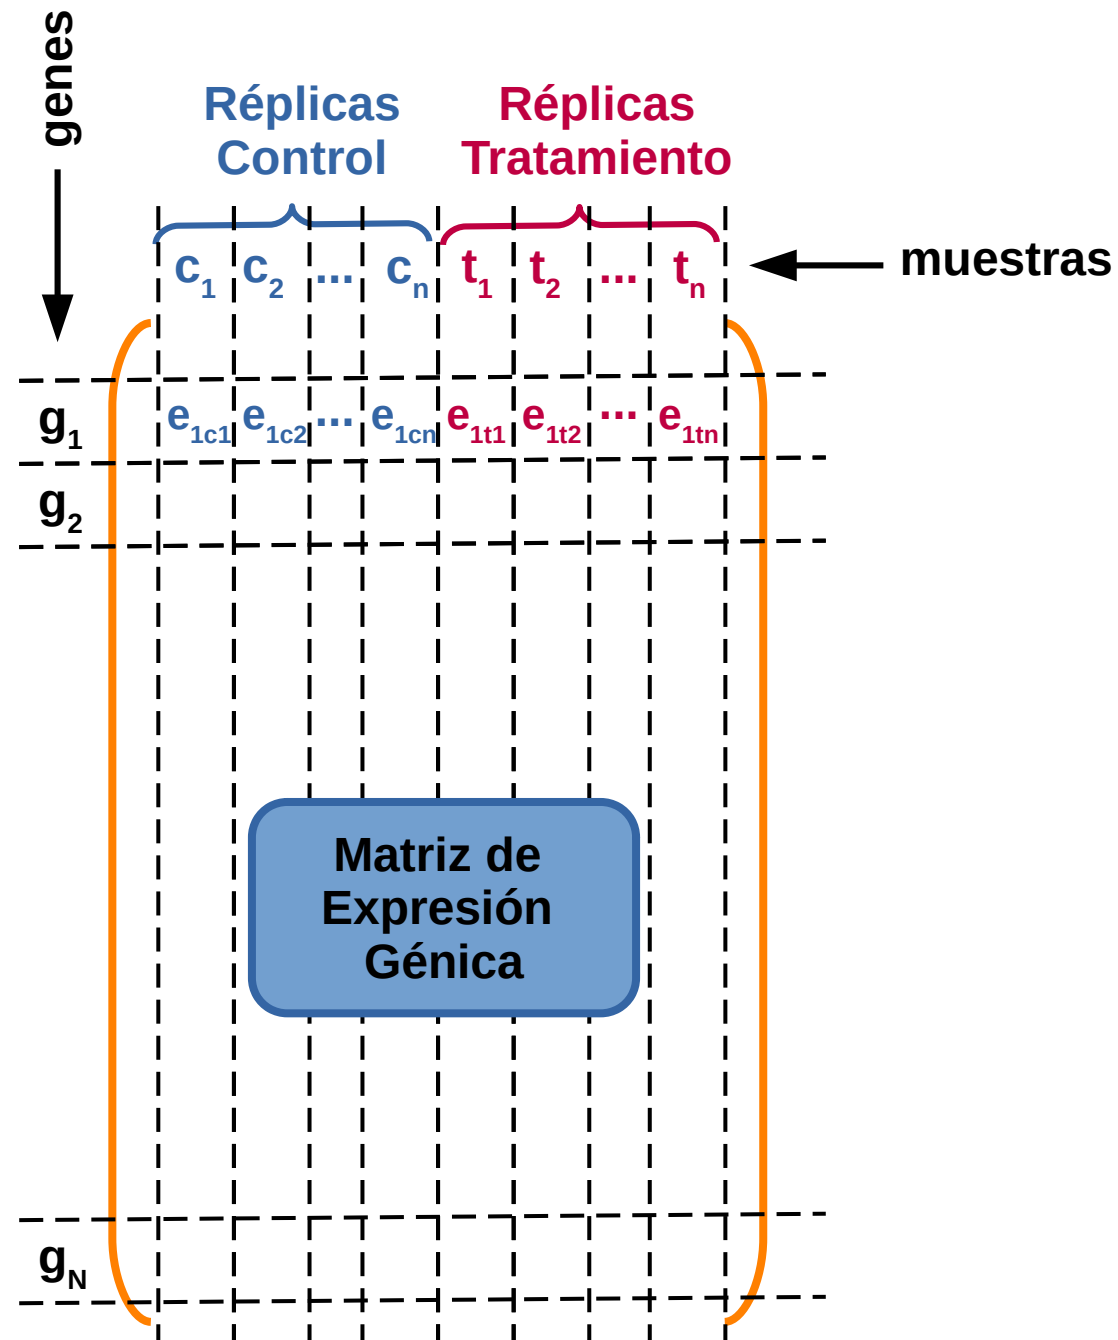 genes
Réplicas
Control
Réplicas
Tratamiento
c1 c2 ... cn t1 t2 ... tn
muestras
g1 e1c1 e1c2 ... e1cn e1t1 e1t2 ... e1tn
g2
Matriz de
Expresión
Génica
gN